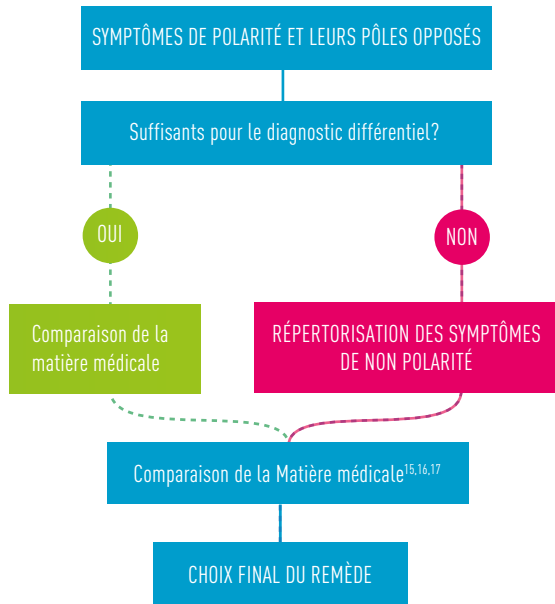 SYMPTÔMES DE POLARITÉ ET LEURS PÔLES OPPOSÉS
Suffisants pour le diagnostic différentiel?
OUI
NON
Comparaison de la
matière médicale
RÉPERTORISATION DES SYMPTÔMES
DE NON POLARITÉ
Comparaison de la Matière médicale15,16,17
CHOIX FINAL DU REMÈDE